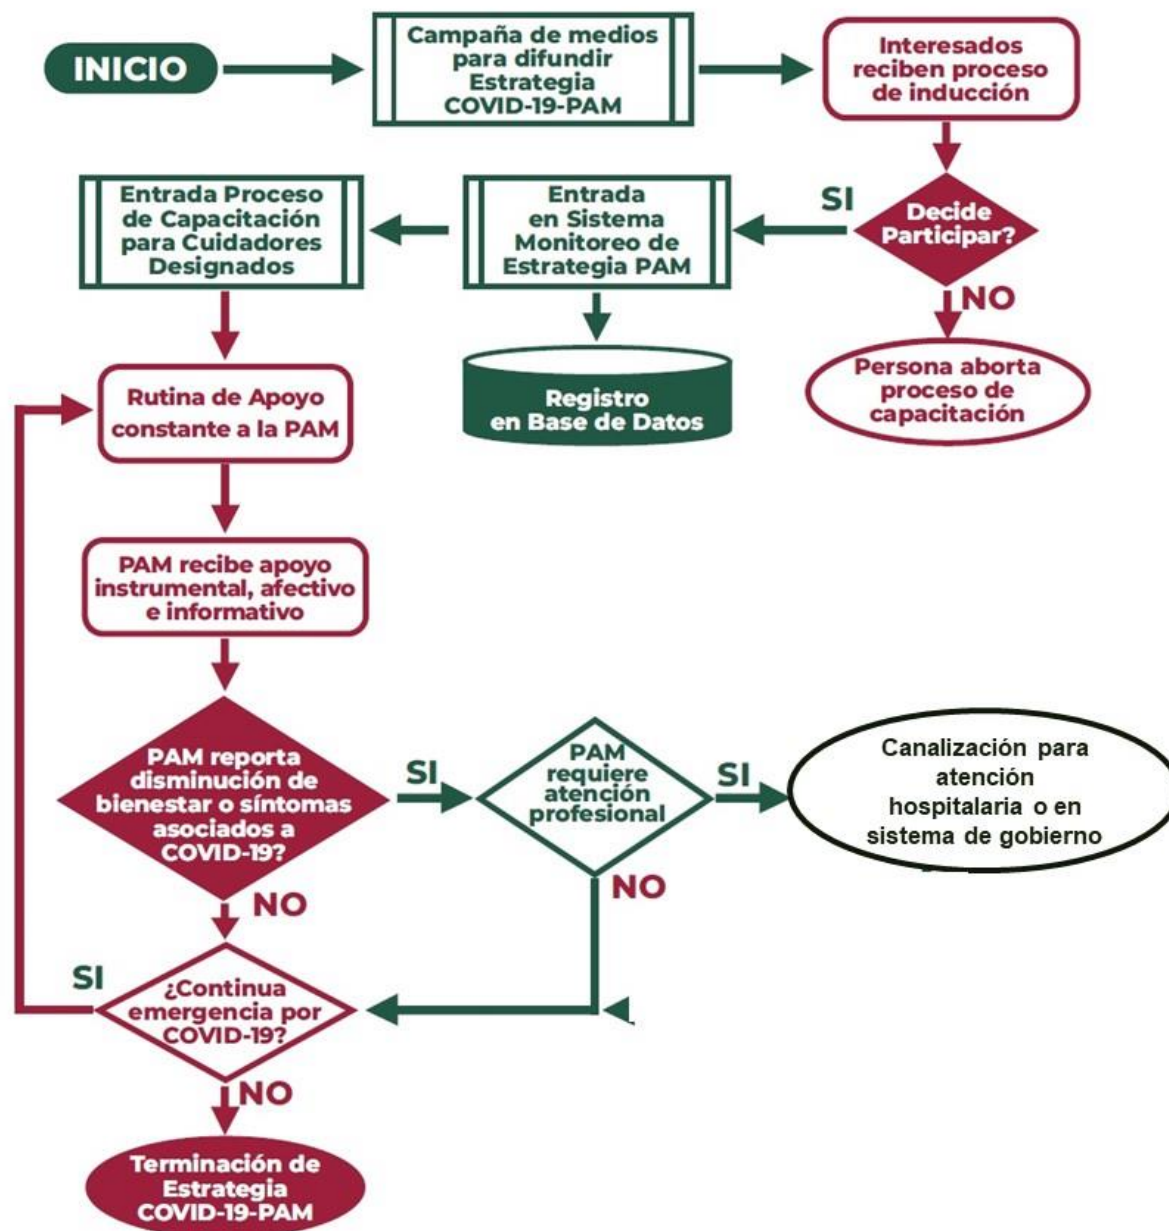 INICIO
Campaña de medios
para difundir
Estrategia
COVID-19-PAM
Interesados
reciben proceso
de inducción
Decide
Participar?
SI
NO
Persona aborta
proceso de
capacitación
Entrada
en Sistema
Monitoreo de
Estrategia PAM
Registro
en Base de Datos
Entrada Proceso
de Capacitación
para Cuidadores
Designados
Rutina de Apoyo
constante a la PAM
PAM recibe apoyo
instrumental, afectivo
e informativo
PAM reporta
disminución de
bienestar o síntomas
asociados a
COVID-19?
SI
NO
PAM
requiere
atención
profesional
SI
NO
Canalización para
atención
hospitalaria o en
sistema de gobierno
¿Continua
emergencia por
COVID-19?
SI
NO
Terminación de
Estrategia
COVID-19-PAM